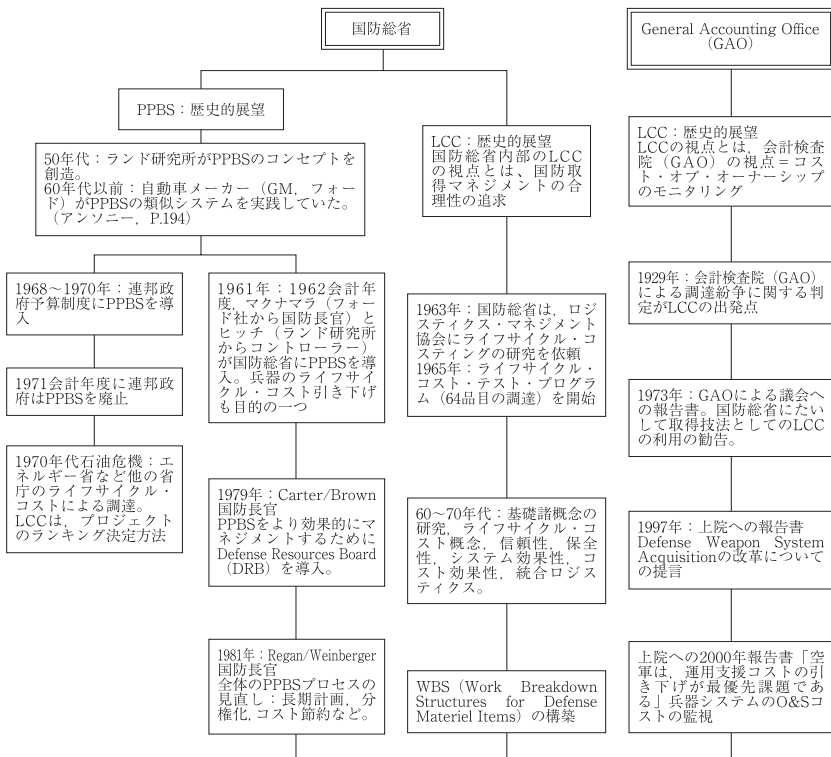 国防総省
General Accounting Office
(GAO)
PPBS：歴史的展望
50年代：ランド研究所がPPBSのコンセプトを
創造。
60年代以前：自動車メーカー（GM，フォー
ド）がPPBSの類似システムを実践していた。
（アンソニー，P.194）
1968～1970年：連邦政
府予算制度にPPBSを導
入
1971会計年度に連邦政
府はPPBSを廃止
1970年代石油危機：エ
ネルギー省など他の省
庁のライフサイクル・
コストによる調達。
LCCは，プロジェクト
のランキング決定方法
1961年：1962会計年
度，マクナマラ（フォー
ド社から国防長官）と
ヒッチ（ランド研究所
からコントローラー）
が国防総省にPPBSを導
入。兵器のライフサイ
クル・コスト引き下げ
も目的の一つ
1979年：Carter/Brown
国防長官
PPBSをより効果的にマ
ネジメントするために
Defense Resources Board
（DRB）を導入。
1981年：Regan/Weinberger
国防長官
全体のPPBSプロセスの
見直し：長期計画，分
権化，コスト節約など。
LCC：歴史的展望
国防総省内部のLCC
の視点とは、国防取
得マネジメントの合
理性の追求
1963年：国防総省は，ロジ
スティクス・マネジメント
協会にライフサイクル・コ
スティングの研究を依頼
1965年：ライフサイクル・
コスト・テスト・プログラ
ム（64品目の調達）を開始
60～70年代：基礎諸概念の
研究，ライフサイクル・コ
スト概念，信頼性，保全
性，システム効果性，コ
スト効果性，統合ロジス
ティクス。
WBS（Work Breakdown
Structures for Defense
Materiel Items）の構築
LCC：歴史的展望
LCCの視点とは，会計検査
院（GAO）の視点＝コス
ト・オブ・オーナーシップ
のモニタリング
1929年：会計検査院（GAO）
による調達紛争に関する判
定がLCCの出発点
1973年：GAOによる議会へ
の報告書。国防総省にたい
して取得技法としてのLCC
の利用の勧告。
1997年：上院への報告書
Defense Weapon System
Acquisitionの改革について
の提言
上院への2000年報告書「空
軍は，運用支援コストの引
き下げが最優先課題であ
る」兵器システムのO&Sコ
ストの監視